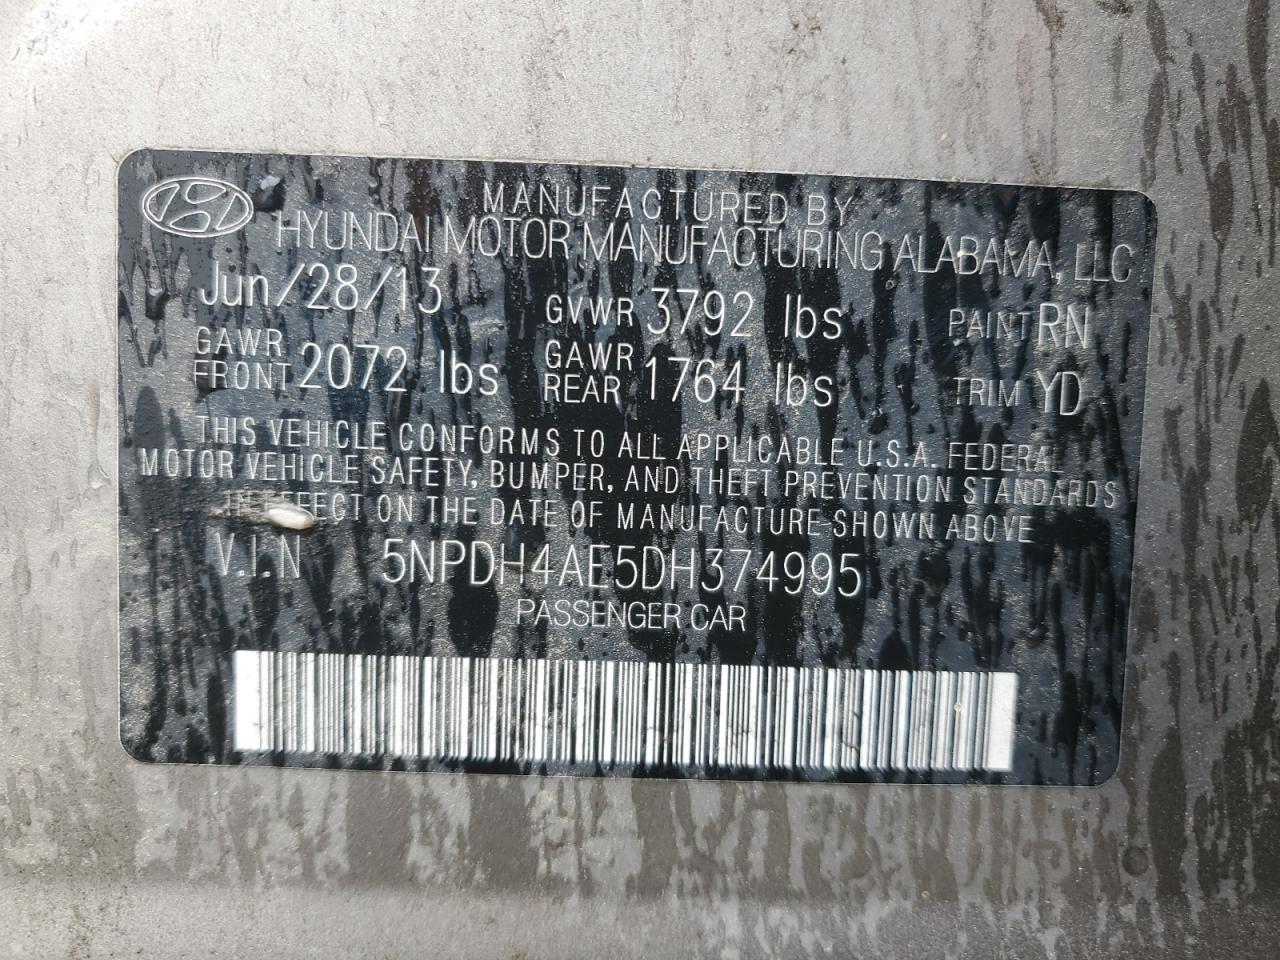 MANUFACTURED BY
HYUNDAI MOTOR MANUFACTURING ALABAMA, LLC
Jun/28/13 GVWR 3792 lbs PAINT RN
GAWR FRONT 2072 lbs GAWR REAR 1764 lbs TRIM YD
THIS VEHICLE CONFORMS TO ALL APPLICABLE U.S.A. FEDERAL
MOTOR VEHICLE SAFETY, BUMPER, AND THEFT PREVENTION STANDARDS
IN EFFECT ON THE DATE OF MANUFACTURE SHOWN ABOVE
V.I.N 5NPDH4AE5DH374995
PASSENGER CAR